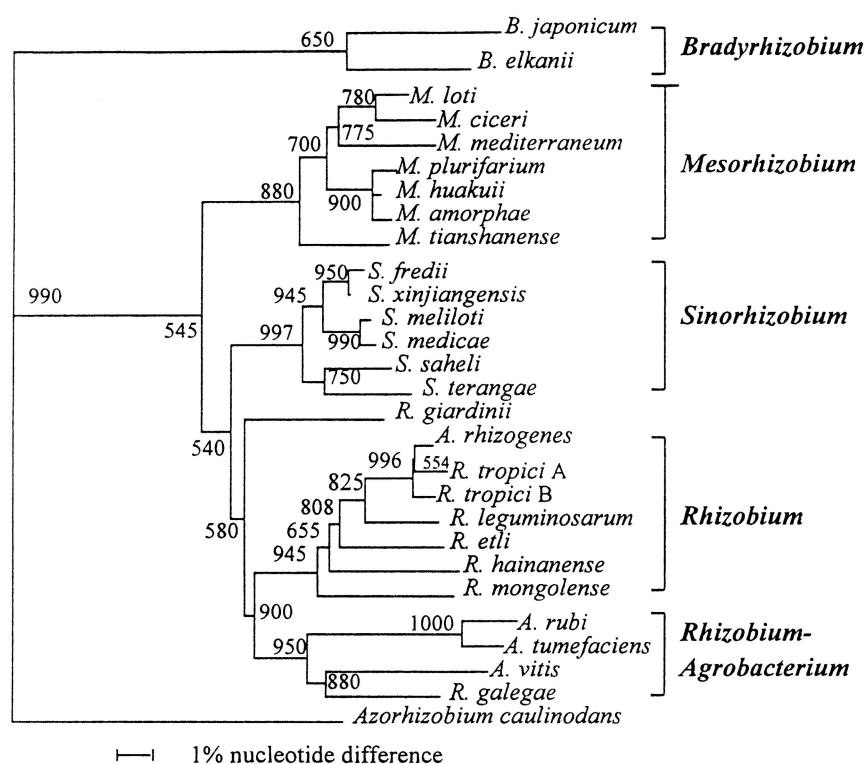 B. japonicum
650
Bradyrhizobium
B. elkanii
780
M. loti
M. ciceri
775
M. mediterraneum
700
M. plurifarium
Mesorhizobium
M. huakuii
880
900
M. amorphae
M. tianshanense
950
S. fredii
990
945
S. xinjiangensis
S. meliloti
Sinorhizobium
545
997
990
S. medicae
S. saheli
750
S. terangae
R. giardinii
540
A. rhizogenes
996
554
R. tropici A
825
R. tropici B
808
R. leguminosarum
Rhizobium
580
655
R. etli
945
R. hainanense
R. mongolense
900
1000
A. rubi
Rhizobium-
950
A. tumefaciens
Agrobacterium
A. vitis
880
R. galegae
Azorhizobium caulinodans
1% nucleotide difference